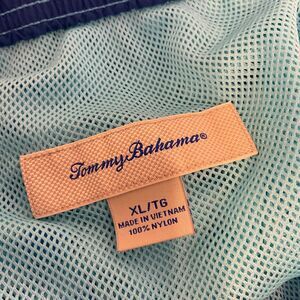 Tommy Bahama®
XL/TG
MADE IN VIETNAM
100% NYLON